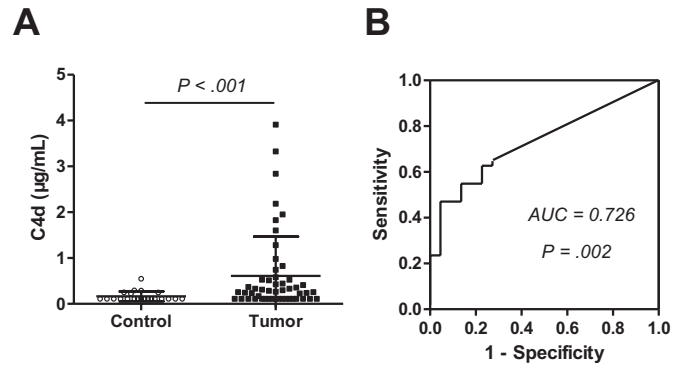 A
5
4
3
2
1
0
C4d (µg/mL)
P < .001
Control
Tumor
B
1.0
0.8
0.6
0.4
0.2
0.0
Sensitivity
AUC = 0.726
P = .002
0.0 0.2 0.4 0.6 0.8 1.0
1 - Specificity